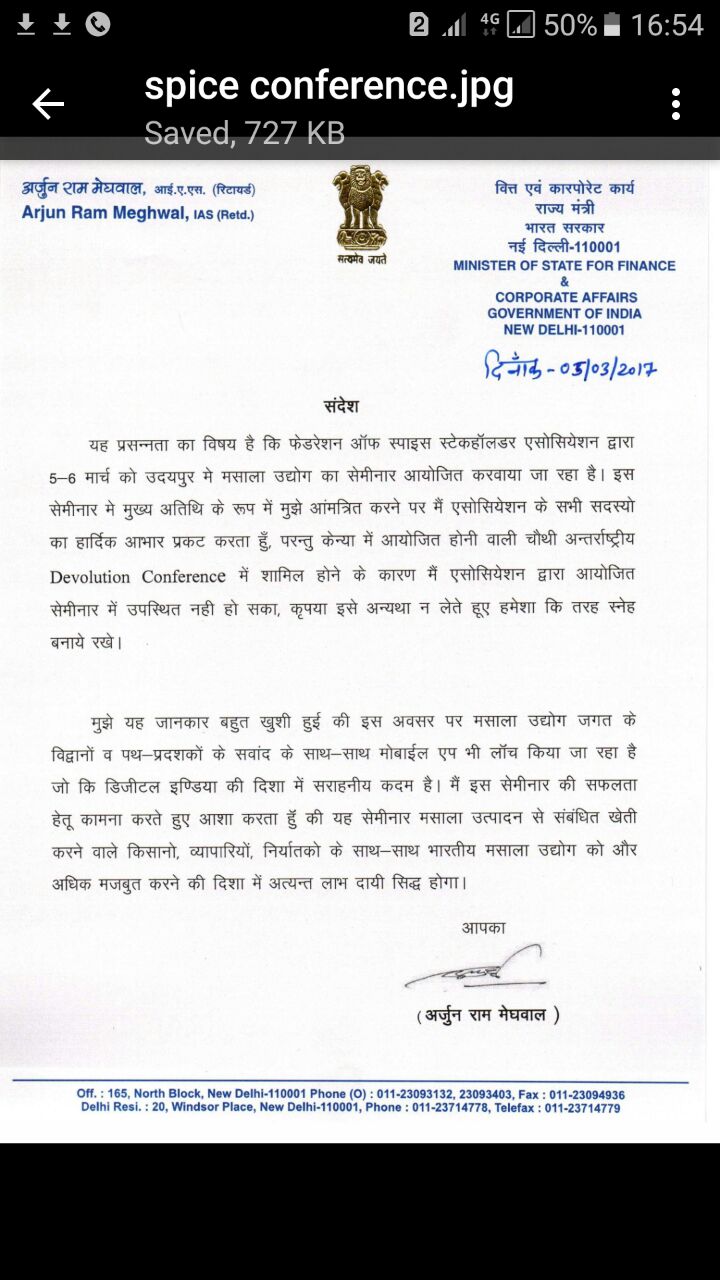 2 4G 50% 16:54
spice conference.jpg
Saved, 727 KB
अर्जुन राम मेघवाल, आई.ए.एस. (रिटायर्ड)
Arjun Ram Meghwal, IAS (Retd.)
सत्यमेव जयते
वित्त एवं कारपोरेट कार्य
राज्य मंत्री
भारत सरकार
नई दिल्ली-110001
MINISTER OF STATE FOR FINANCE
&
CORPORATE AFFAIRS
GOVERNMENT OF INDIA
NEW DELHI-110001
दिनाँक - 05/03/2017
संदेश
यह प्रसन्नता का विषय है कि फेडरेशन ऑफ स्पाइस स्टेकहॉलडर एसोसियेशन द्वारा
5–6 मार्च को उदयपुर मे मसाला उद्योग का सेमीनार आयोजित करवाया जा रहा है। इस
सेमीनार मे मुख्य अतिथि के रूप में मुझे आंमत्रित करने पर मैं एसोसियेशन के सभी सदस्यो
का हार्दिक आभार प्रकट करता हुँ, परन्तु केन्या में आयोजित होनी वाली चौथी अन्तर्राष्ट्रीय
Devolution Conference में शामिल होने के कारण मैं एसोसियेशन द्वारा आयोजित
सेमीनार में उपस्थित नही हो सका, कृपया इसे अन्यथा न लेते हूए हमेशा कि तरह स्नेह
बनाये रखे।
मुझे यह जानकार बहुत खुशी हुई की इस अवसर पर मसाला उद्योग जगत के
विद्वानों व पथ–प्रदशकों के सवांद के साथ–साथ मोबाईल एप भी लॉच किया जा रहा है
जो कि डिजीटल इण्डिया की दिशा में सराहनीय कदम है। मैं इस सेमीनार की सफलता
हेतू कामना करते हुए आशा करता हूँ की यह सेमीनार मसाला उत्पादन से संबंधित खेती
करने वाले किसानो, व्यापारियों, निर्यातको के साथ–साथ भारतीय मसाला उद्योग को और
अधिक मजबुत करने की दिशा में अत्यन्त लाभ दायी सिद्ध होगा।
आपका
(अर्जुन राम मेघवाल )
Off. : 165, North Block, New Delhi-110001 Phone (O) : 011-23093132, 23093403, Fax : 011-23094936
Delhi Resi. : 20, Windsor Place, New Delhi-110001, Phone : 011-23714778, Telefax : 011-23714779